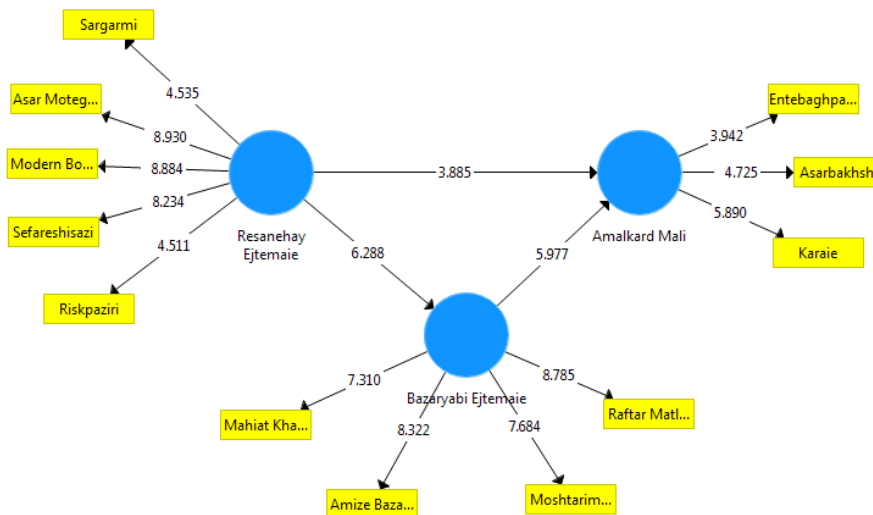 Sargarmi
4.535
Asar Moteg...
8.930
Modern Bo...
8.884
Sefareshisazi
8.234
4.511
Riskpaziri
Resanehay
Ejtemaie
3.885
6.288
5.977
Amalkard Mali
3.942
Entebaghpa...
4.725
Asarbakhsh
5.890
Karaie
Bazaryabi Ejtemaie
7.310
Mahiat Kha...
8.322
Amize Baza...
7.684
Moshtarim...
8.785
Raftar Matl...